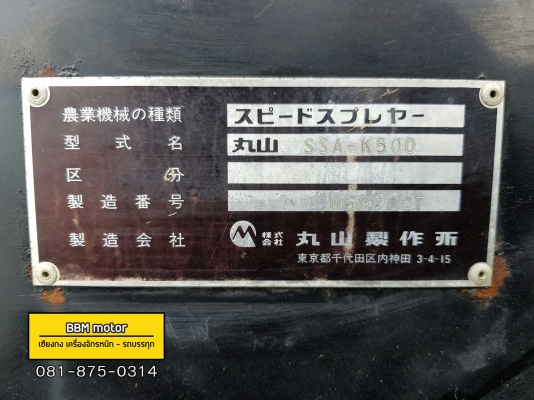 農業機械の種類 スピードスプレヤー
型式名 丸山 SSA-K500
区分
製造番号
製造会社 株式会社 丸山製作所
東京都千代田区内神田 3-4-15
BBM motor
เชียงกง เครื่องจักรหนัก - รถบรรทุก
081-875-0314